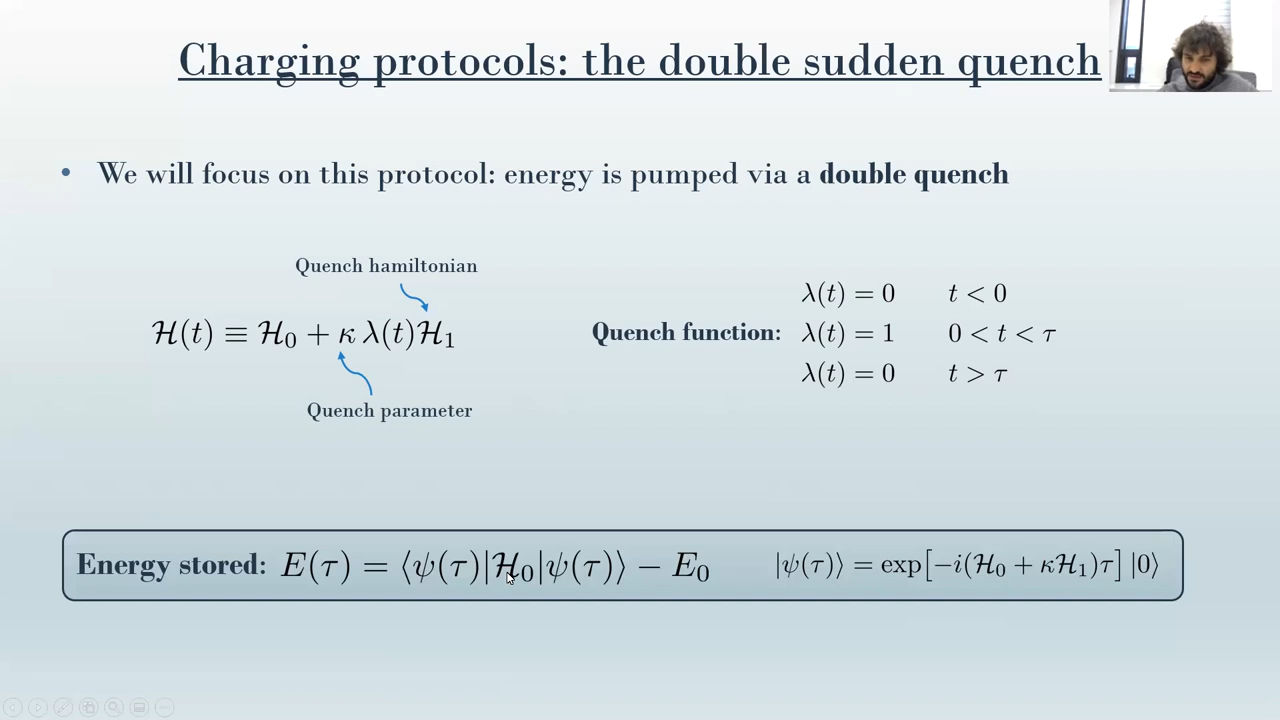 Charging protocols: the double sudden quench
• We will focus on this protocol: energy is pumped via a double quench
Quench hamiltonian
ℋ(t) ≡ ℋ₀ + κ λ(t)ℋ₁
Quench parameter
Quench function:
λ(t) = 0 t < 0
λ(t) = 1 0 < t < τ
λ(t) = 0 t > τ
Energy stored: E(τ) = ⟨ψ(τ)|ℋ₀|ψ(τ)⟩ − E₀ |ψ(τ)⟩ = exp[−i(ℋ₀ + κℋ₁)τ] |0⟩